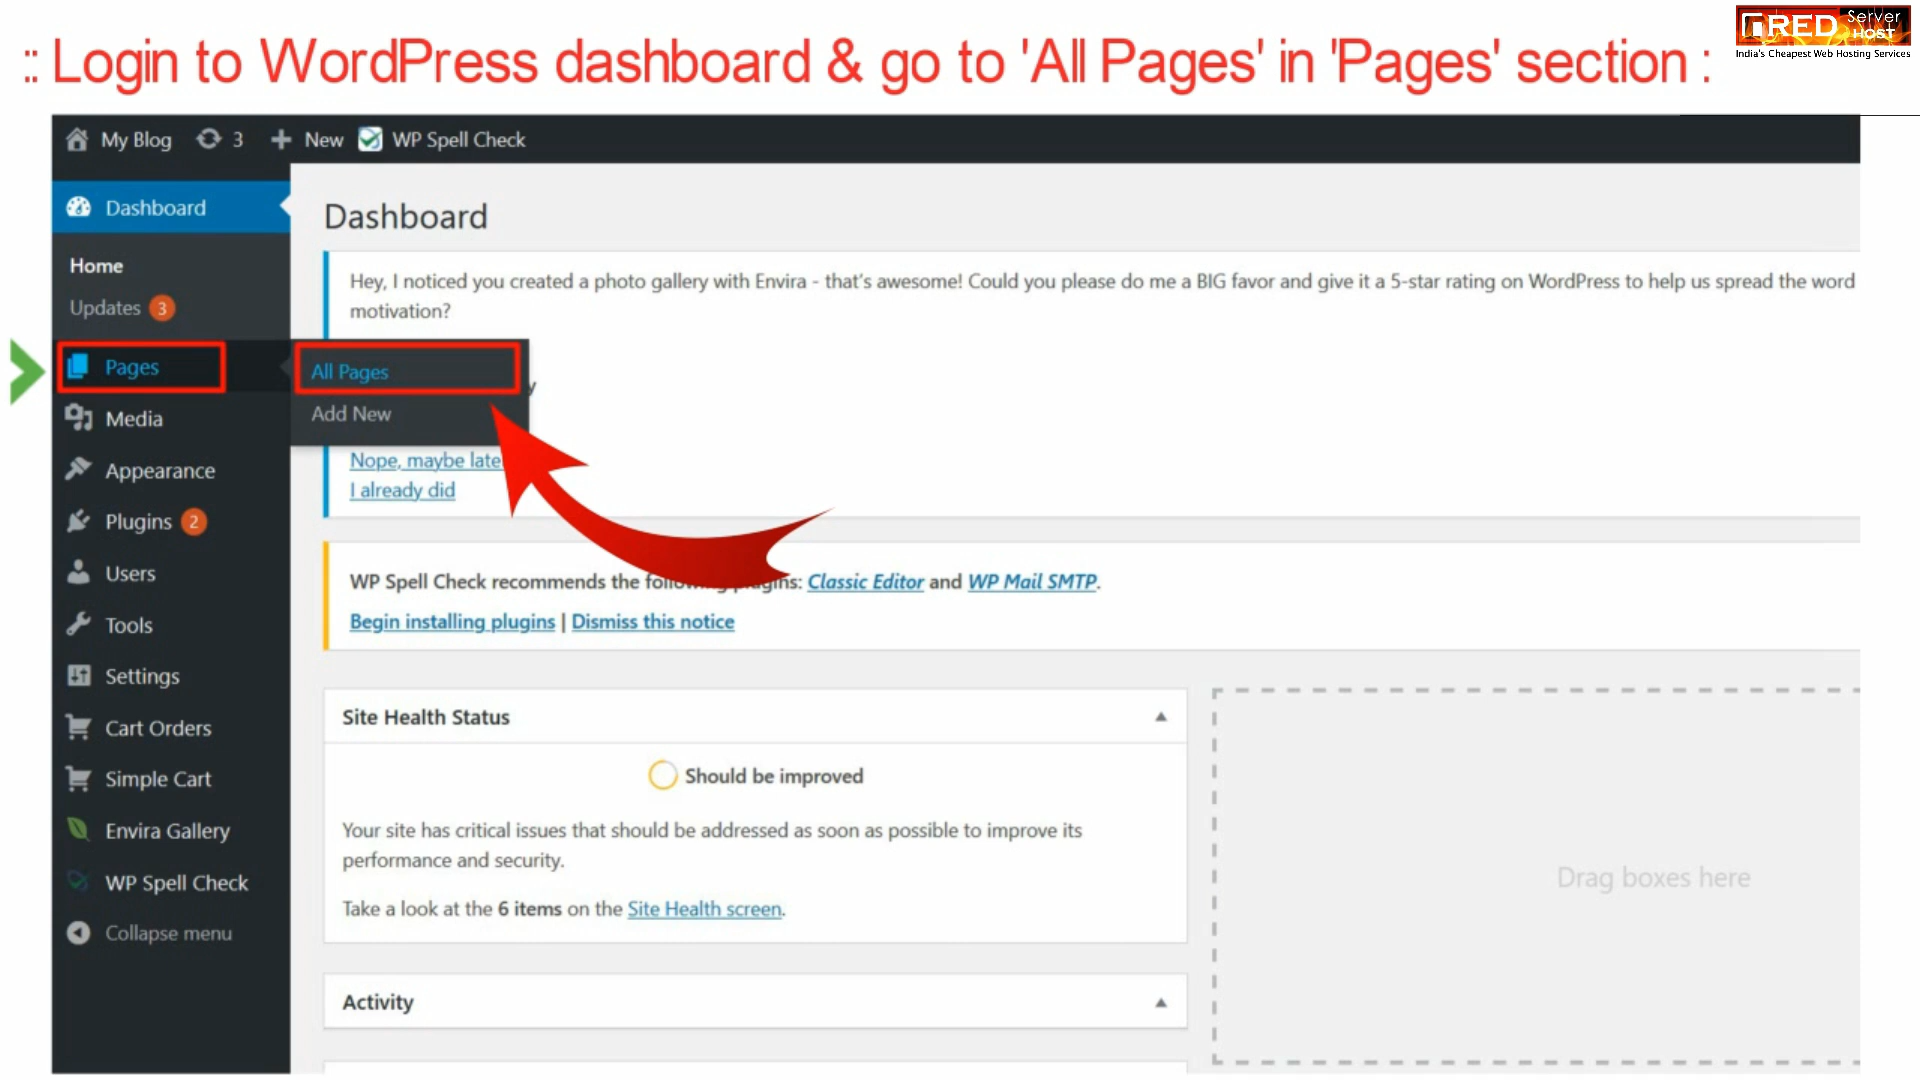 :: Login to WordPress dashboard & go to 'All Pages' in 'Pages' section :
RED Server HOST
India's Cheapest Web Hosting Services
My Blog 3 New WP Spell Check
Dashboard
Home
Updates 3
Pages
Media
Appearance
Plugins 2
Users
Tools
Settings
Cart Orders
Simple Cart
Envira Gallery
WP Spell Check
Collapse menu
All Pages
Add New
Dashboard
Hey, I noticed you created a photo gallery with Envira - that's awesome! Could you please do me a BIG favor and give it a 5-star rating on WordPress to help us spread the word
motivation?
y
Nope, maybe late
I already did
WP Spell Check recommends the following plugins: Classic Editor and WP Mail SMTP.
Begin installing plugins | Dismiss this notice
Site Health Status
Should be improved
Your site has critical issues that should be addressed as soon as possible to improve its
performance and security.
Take a look at the 6 items on the Site Health screen.
Activity
Drag boxes here